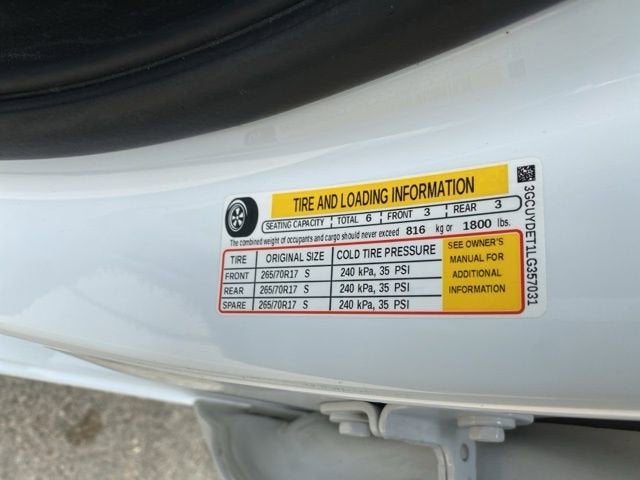 TIRE AND LOADING INFORMATION
SEATING CAPACITY TOTAL 6 FRONT 3 REAR 3
The combined weight of occupants and cargo should never exceed 816 kg or 1800 lbs.
TIRE ORIGINAL SIZE COLD TIRE PRESSURE
FRONT 265/70R17 S 240 kPa, 35 PSI
REAR 265/70R17 S 240 kPa, 35 PSI
SPARE 265/70R17 S 240 kPa, 35 PSI
SEE OWNER'S
MANUAL FOR
ADDITIONAL
INFORMATION
3GCUYDET1LG357031